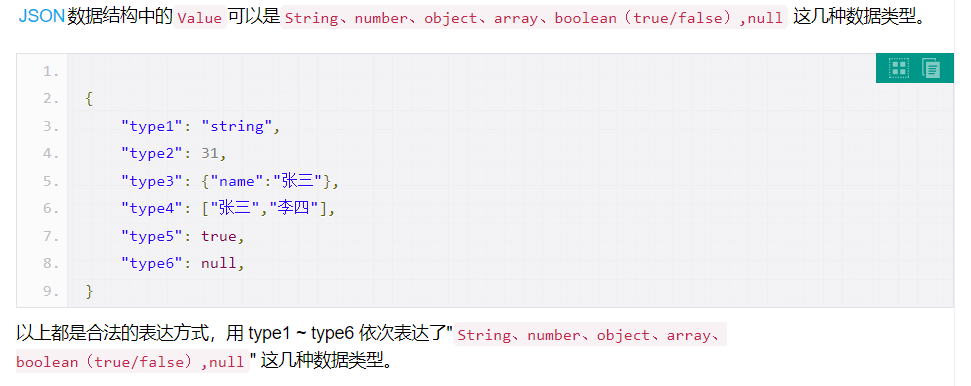 JSON数据结构中的 Value 可以是 String、number、object、array、boolean（true/false）,null 这几种数据类型。
1.
2. {
3. "type1": "string",
4. "type2": 31,
5. "type3": {"name":"张三"},
6. "type4": ["张三","李四"],
7. "type5": true,
8. "type6": null,
9. }
以上都是合法的表达方式，用 type1 ~ type6 依次表达了" String、number、object、array、
boolean（true/false）,null " 这几种数据类型。